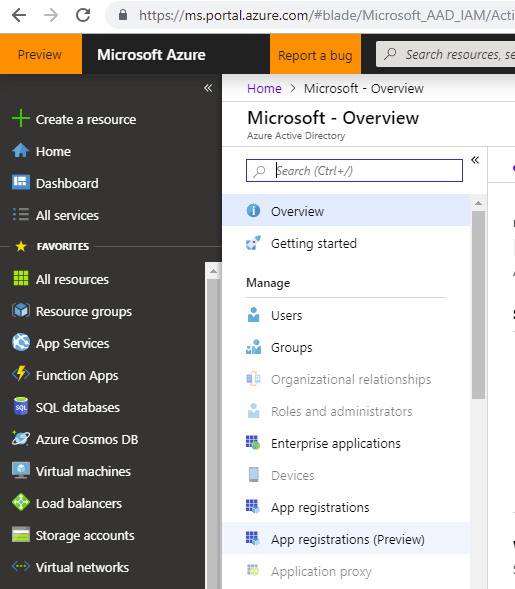 https://ms.portal.azure.com/#blade/Microsoft_AAD_IAM/Acti
Preview
Microsoft Azure
Report a bug
Search resources, se
Create a resource
Home
Dashboard
All services
FAVORITES
All resources
Resource groups
App Services
Function Apps
SQL databases
Azure Cosmos DB
Virtual machines
Load balancers
Storage accounts
Virtual networks
Home > Microsoft - Overview
Microsoft - Overview
Azure Active Directory
Search (Ctrl+/)
Overview
Getting started
Manage
Users
Groups
Organizational relationships
Roles and administrators
Enterprise applications
Devices
App registrations
App registrations (Preview)
Application proxy